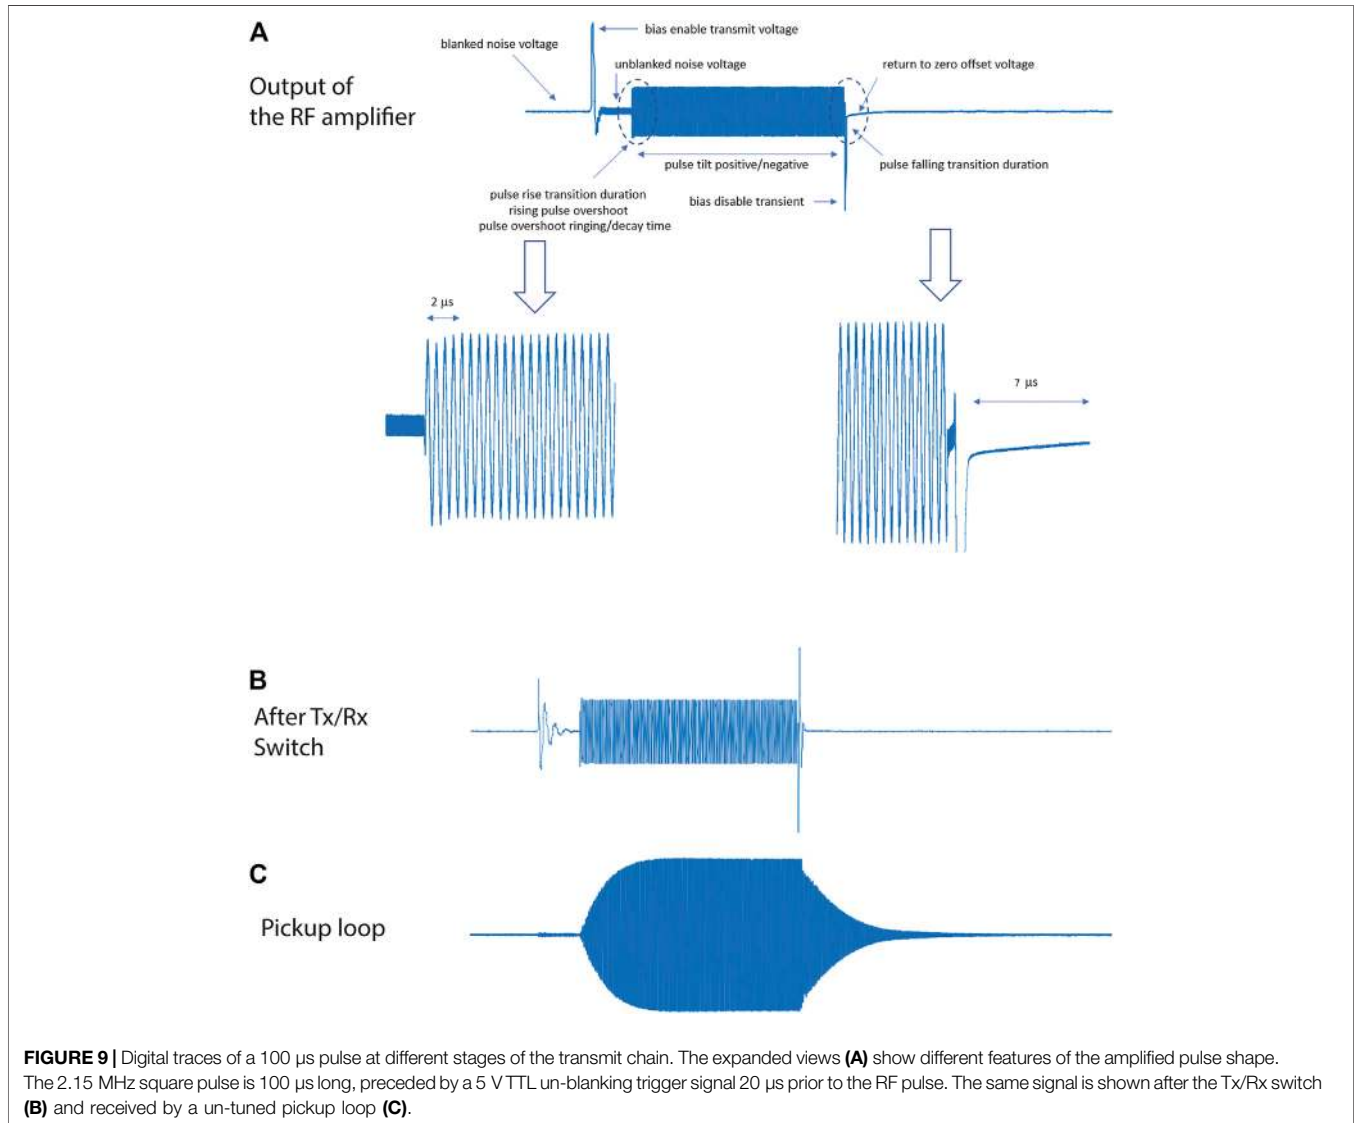 A
Output of
the RF amplifier
blanked noise voltage
bias enable transmit voltage
unblanked noise voltage
return to zero offset voltage
pulse tilt positive/negative
pulse falling transition duration
pulse rise transition duration
rising pulse overshoot
pulse overshoot ringing/decay time
bias disable transient
2 μs
7 μs
B
After Tx/Rx
Switch
C
Pickup loop
FIGURE 9 | Digital traces of a 100 μs pulse at different stages of the transmit chain. The expanded views (A) show different features of the amplified pulse shape.
The 2.15 MHz square pulse is 100 μs long, preceded by a 5 V TTL un-blanking trigger signal 20 μs prior to the RF pulse. The same signal is shown after the Tx/Rx switch
(B) and received by a un-tuned pickup loop (C).